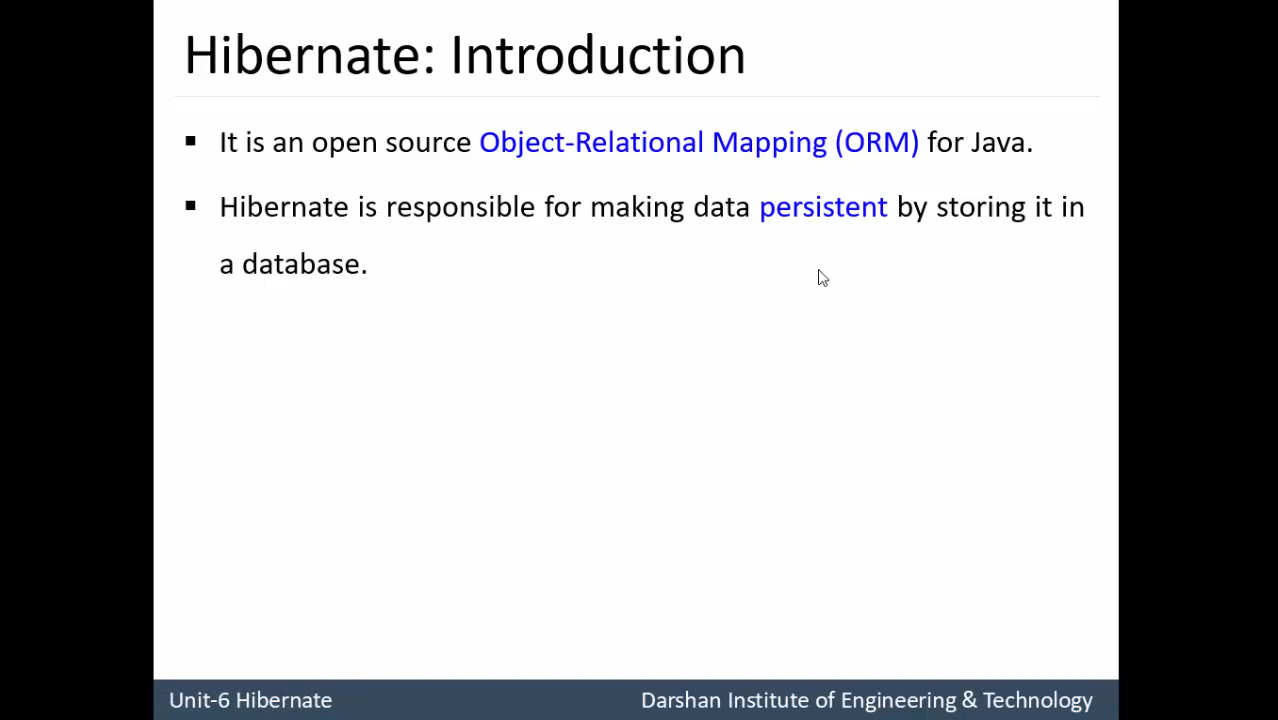 Hibernate: Introduction
▪ It is an open source Object-Relational Mapping (ORM) for Java.
▪ Hibernate is responsible for making data persistent by storing it in
a database.
Unit-6 Hibernate
Darshan Institute of Engineering & Technology